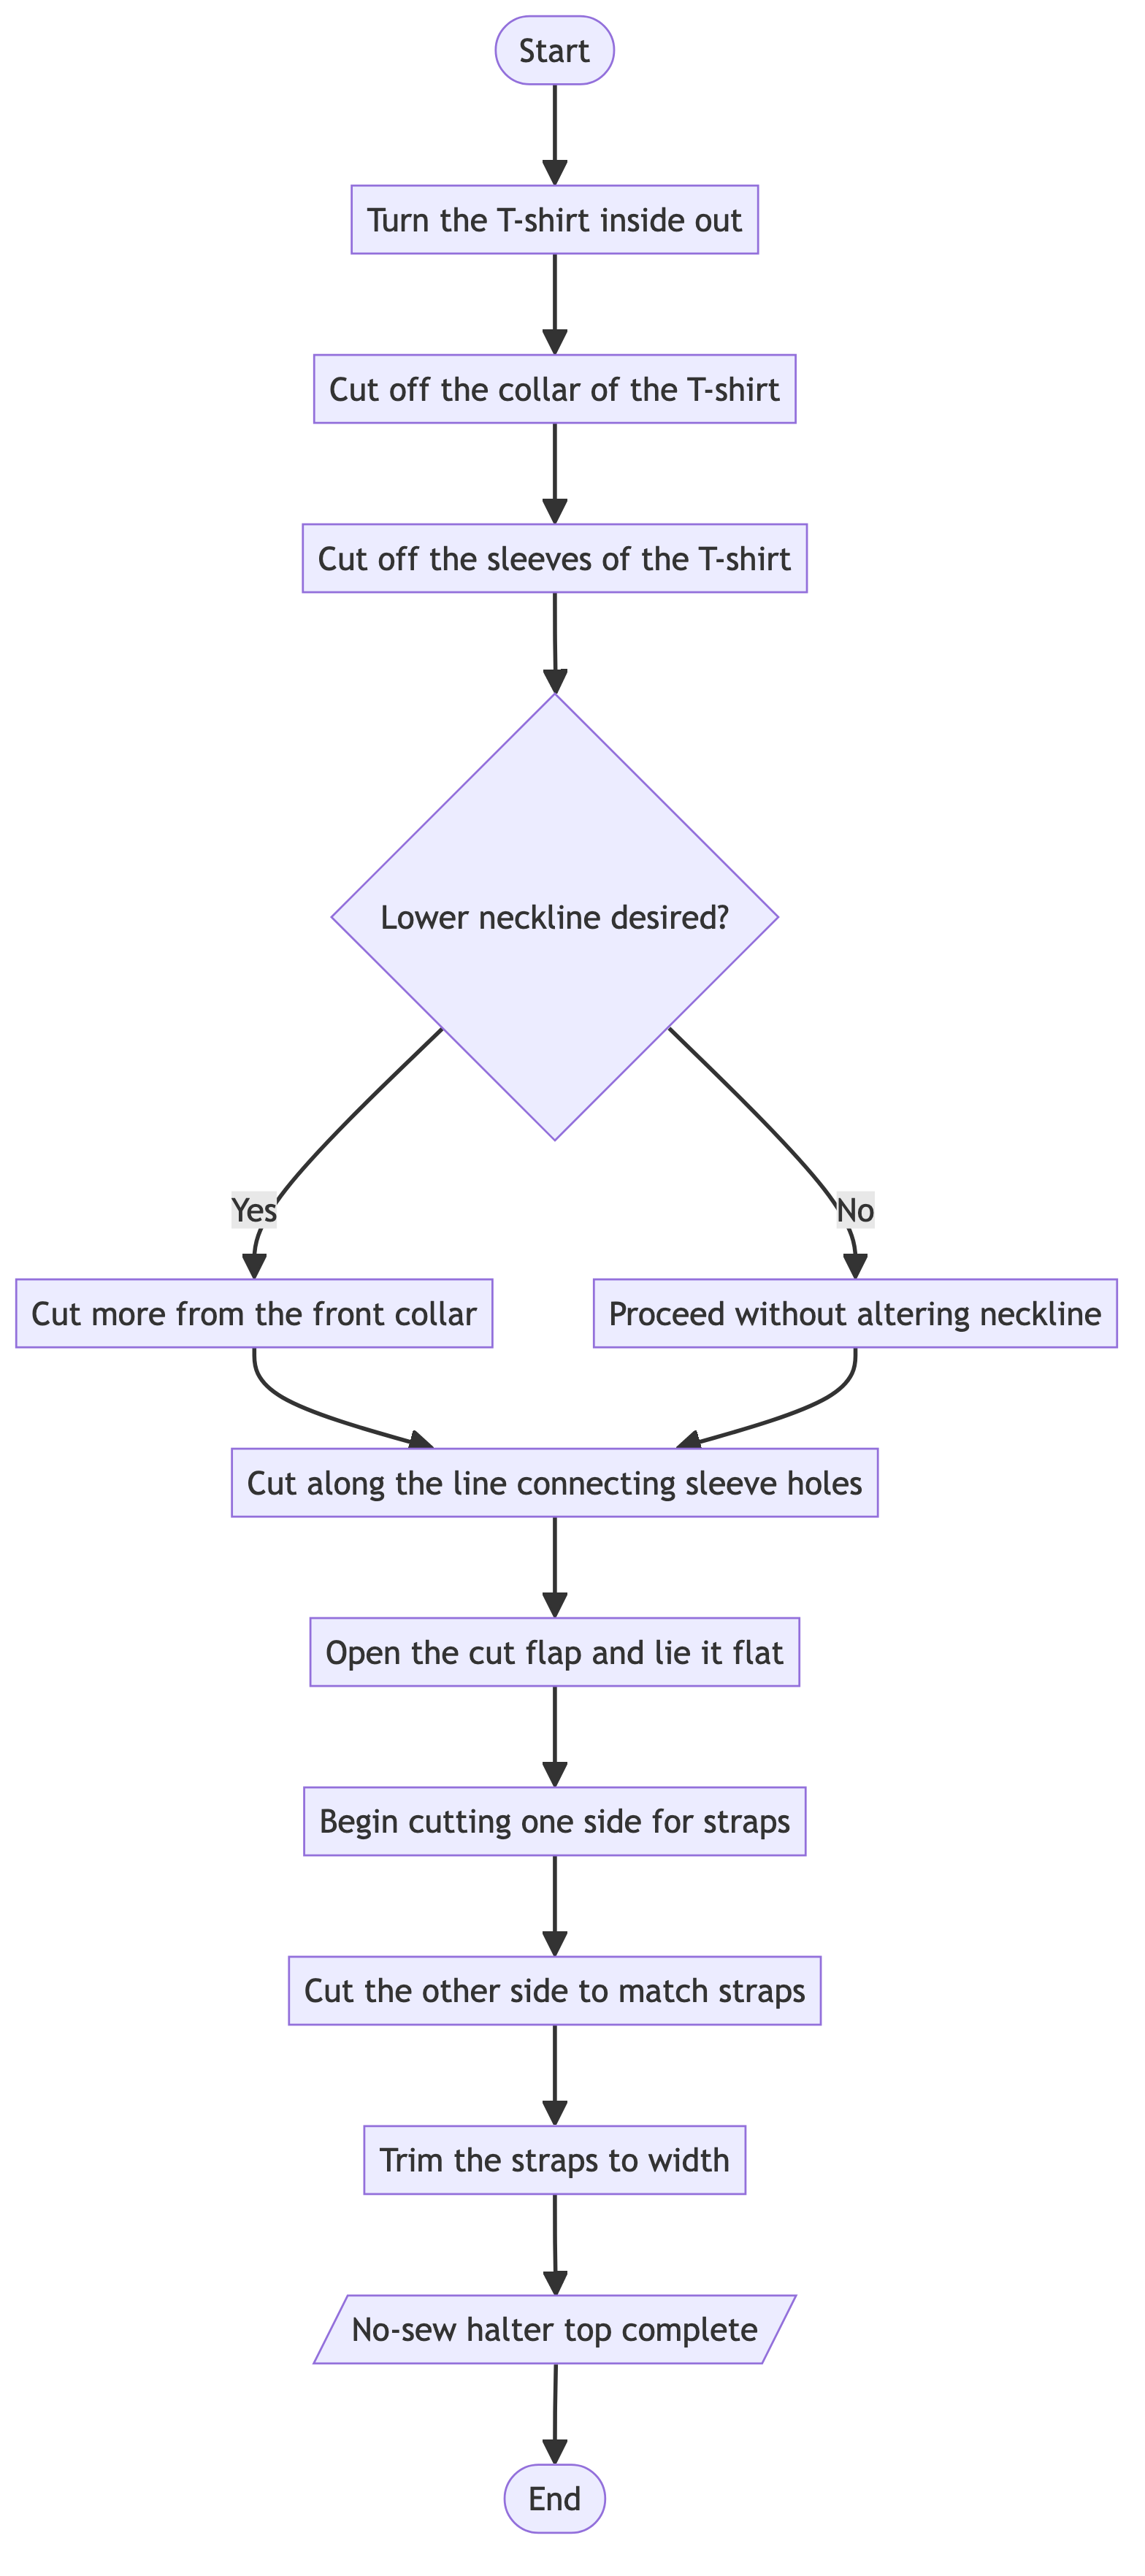 Start
Turn the T-shirt inside out
Cut off the collar of the T-shirt
Cut off the sleeves of the T-shirt
Lower neckline desired?
Yes
No
Cut more from the front collar
Proceed without altering neckline
Cut along the line connecting sleeve holes
Open the cut flap and lie it flat
Begin cutting one side for straps
Cut the other side to match straps
Trim the straps to width
No-sew halter top complete
End